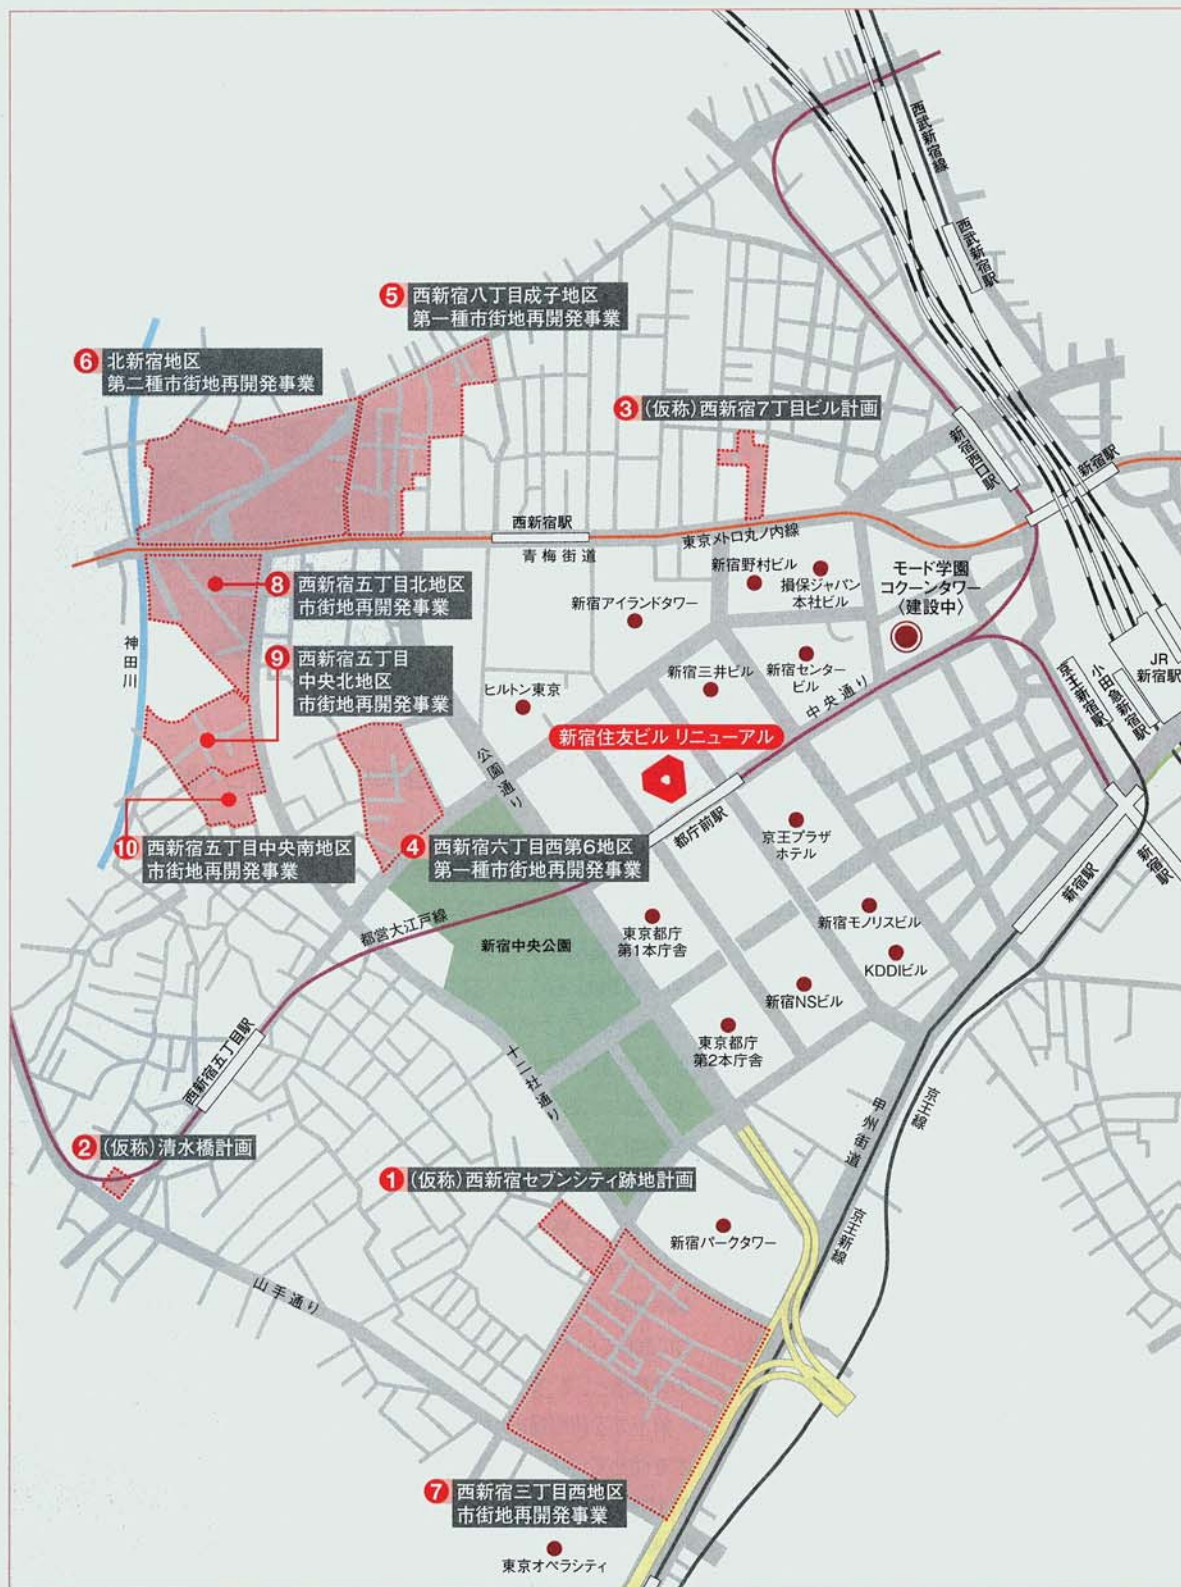 西武新宿線
西武新宿駅
⑤ 西新宿八丁目成子地区
第一種市街地再開発事業
⑥ 北新宿地区
第二種市街地再開発事業
③ (仮称)西新宿7丁目ビル計画
新宿西口駅
新宿駅
西新宿駅
青梅街道
東京メトロ丸ノ内線
新宿野村ビル
損保ジャパン
本社ビル
モード学園
コクーンタワー
〈建設中〉
⑧ 西新宿五丁目北地区
市街地再開発事業
新宿アイランドタワー
神田川
⑨ 西新宿五丁目
中央北地区
市街地再開発事業
新宿三井ビル
新宿センター
ビル
中央通り
JR
新宿駅
小田急新宿駅
京王新宿駅
ヒルトン東京
公園通り
新宿住友ビル リニューアル
都庁前駅
京王プラザ
ホテル
⑩ 西新宿五丁目中央南地区
市街地再開発事業
④ 西新宿六丁目西第6地区
第一種市街地再開発事業
新宿駅
新宿駅
都営大江戸線
新宿中央公園
東京都庁
第1本庁舎
新宿モノリスビル
KDDIビル
新宿NSビル
東京都庁
第2本庁舎
西新宿五丁目駅
十二社通り
甲州街道
京王線
京王新線
② (仮称)清水橋計画
① (仮称)西新宿セブンシティ跡地計画
新宿パークタワー
山手通り
⑦ 西新宿三丁目西地区
市街地再開発事業
東京オペラシティ